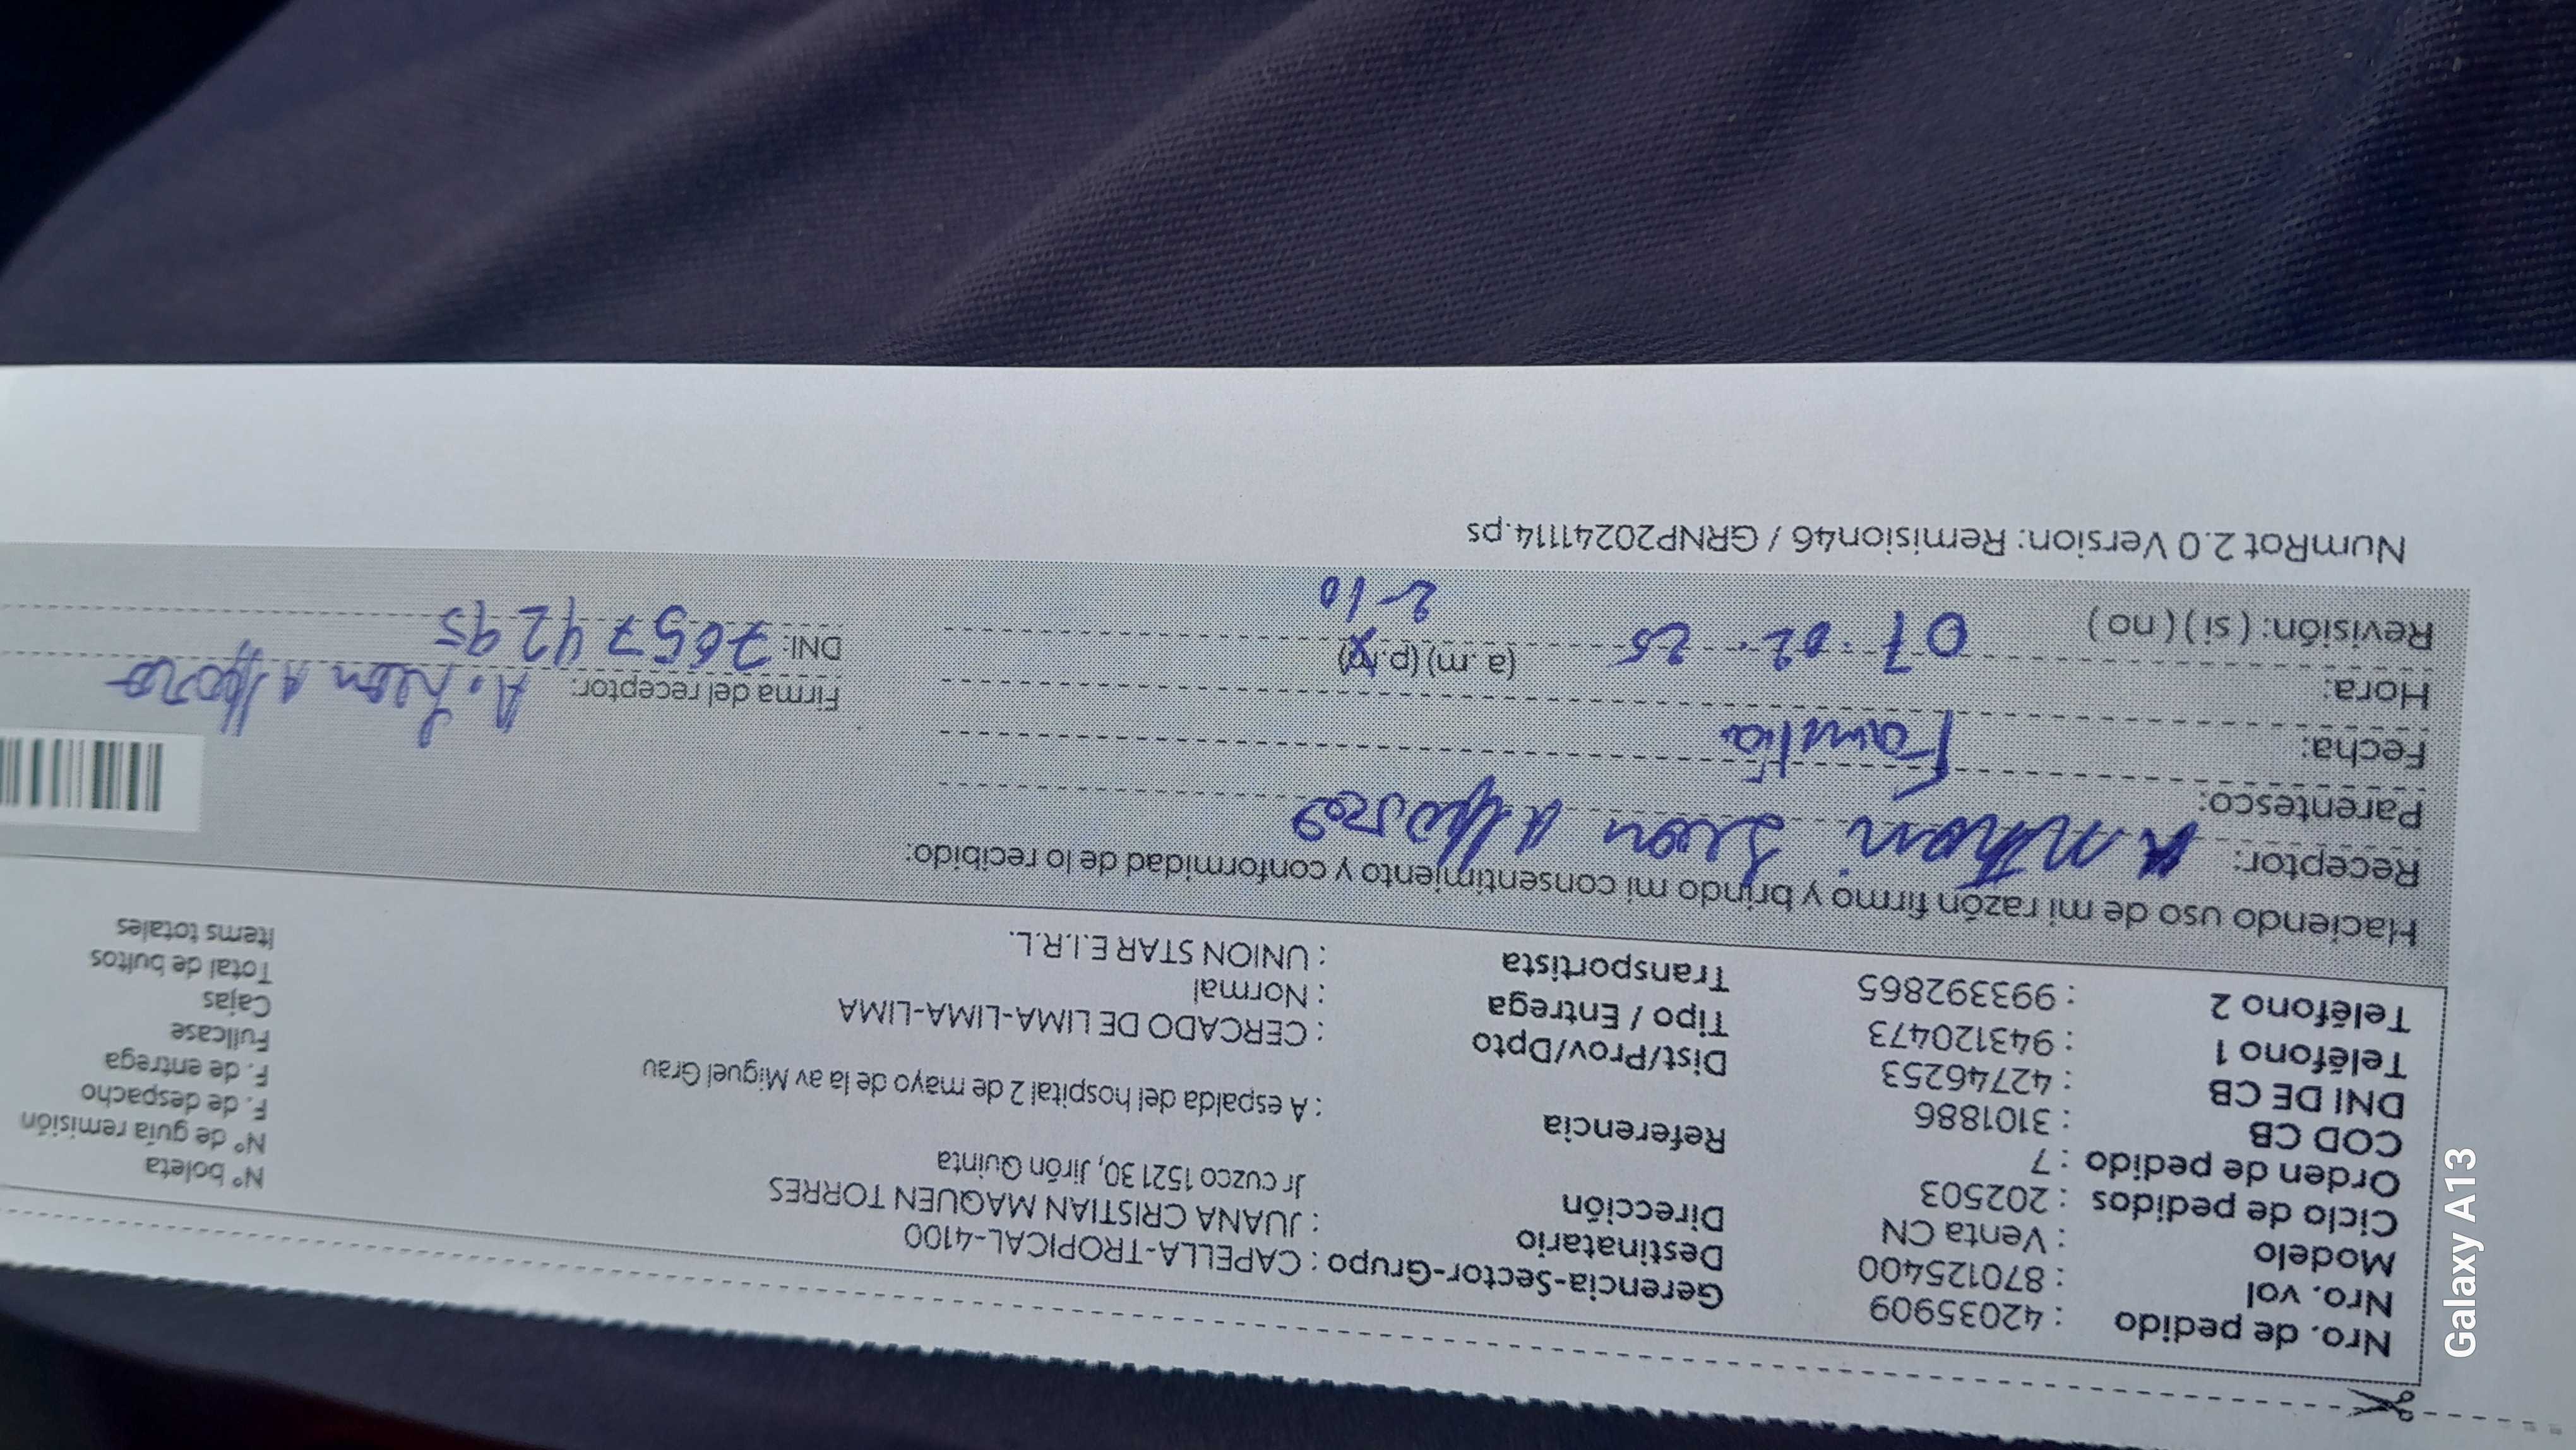 Nro. de pedido : 42035909 Gerencia-Sector-Grupo : CAPELLA-TROPICAL-4100
Nro. vol : 870125400 Destinatario : JUANA CRISTIAN MAQUEN TORRES
Modelo : Venta CN Dirección Jr cuzco 1521 30, Jirón Quinta
Ciclo de pedidos : 202503
Orden de pedido : 7 Referencia : A espalda del hospital 2 de mayo de la av Miguel Grau
COD CB : 3101886
DNI DE CB : 42746253 Dist/Prov/Dpto : CERCADO DE LIMA-LIMA-LIMA
Teléfono 1 : 943120473 Tipo / Entrega : Normal
Teléfono 2 : 993392865 Transportista : UNION STAR E.I.R.L.
N° boleta
N° de guía remisión
F. de despacho
F. de entrega
Fullcase
Cajas
Total de bultos
Items totales
Haciendo uso de mi razón firmo y brindo mi consentimiento y conformidad de lo recibido:
Receptor: Leon
Parentesco: Familia
Fecha:
Hora: 07-02-25 (a.m) (p.m)
Revisión: ( si ) ( no ) 2-10
Firma del receptor: A. Leon
DNI: 76574295
NumRot 2.0 Version: Remision46 / GRNP20241114.ps
Galaxy A13